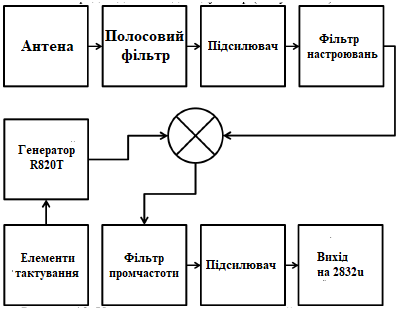 Антена
Полосовий
фільтр
Підсилювач
Фільтр
настроювань
Генератор
R820T
Елементи
тактування
Фільтр
промчастоти
Підсилювач
Вихід
на 2832u